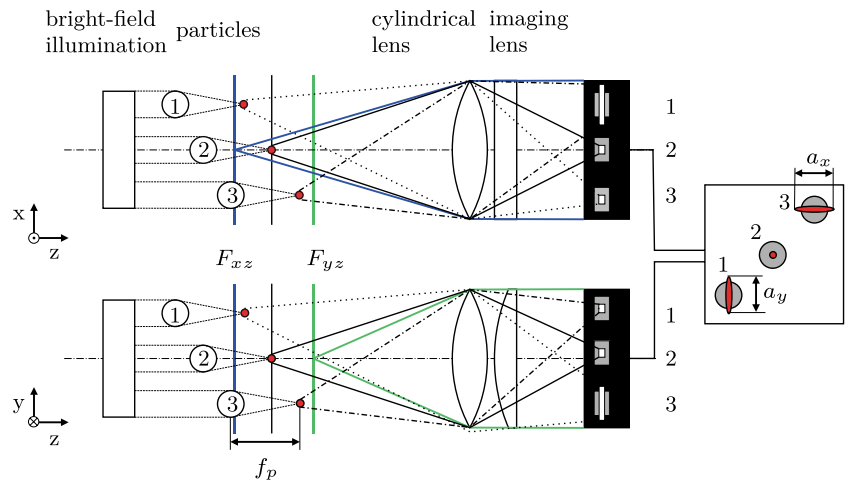 bright-field
illumination
particles
cylindrical
lens
imaging
lens
1
2
3
x
z
1
2
3
F_xz
F_yz
a_x
3
2
1
a_y
1
2
3
y
z
1
2
3
f_p